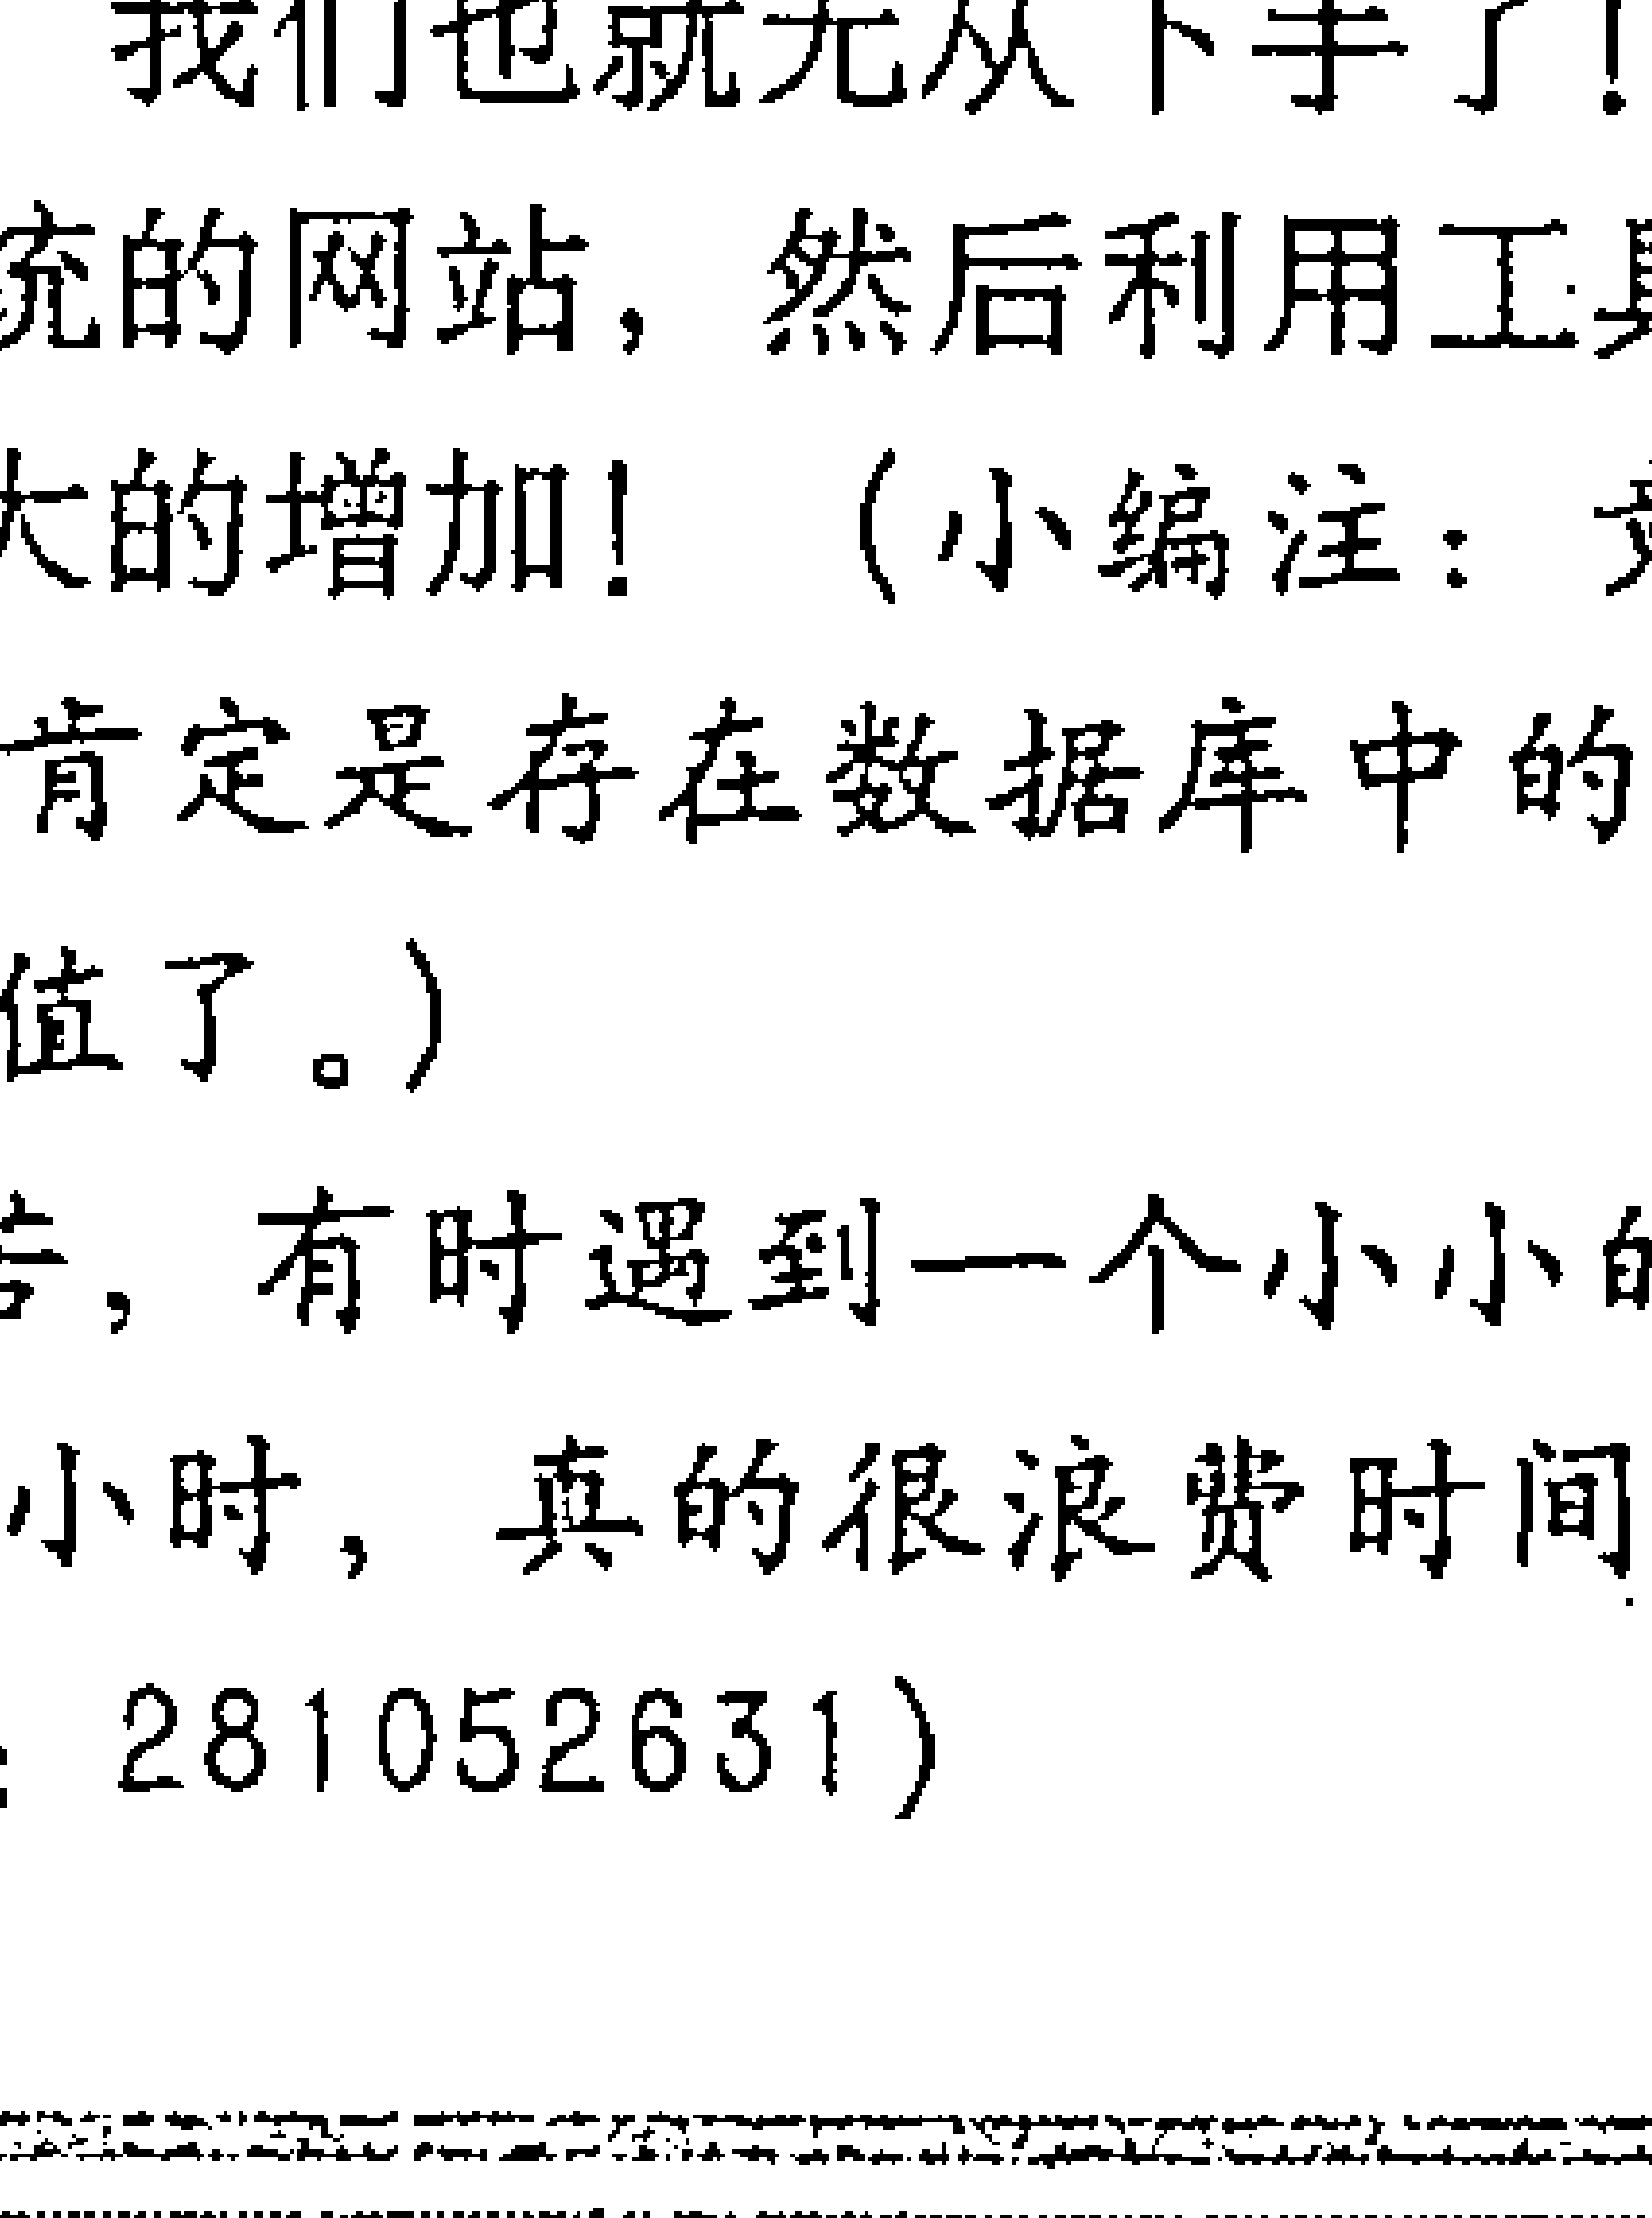 我们也就无从下手了！
统的网站，然后利用工具
大的增加！（小编注：
肯定是存在数据库中的
值了。）
，有时遇到一个小小的
小时，真的很浪费时间
：281052631）